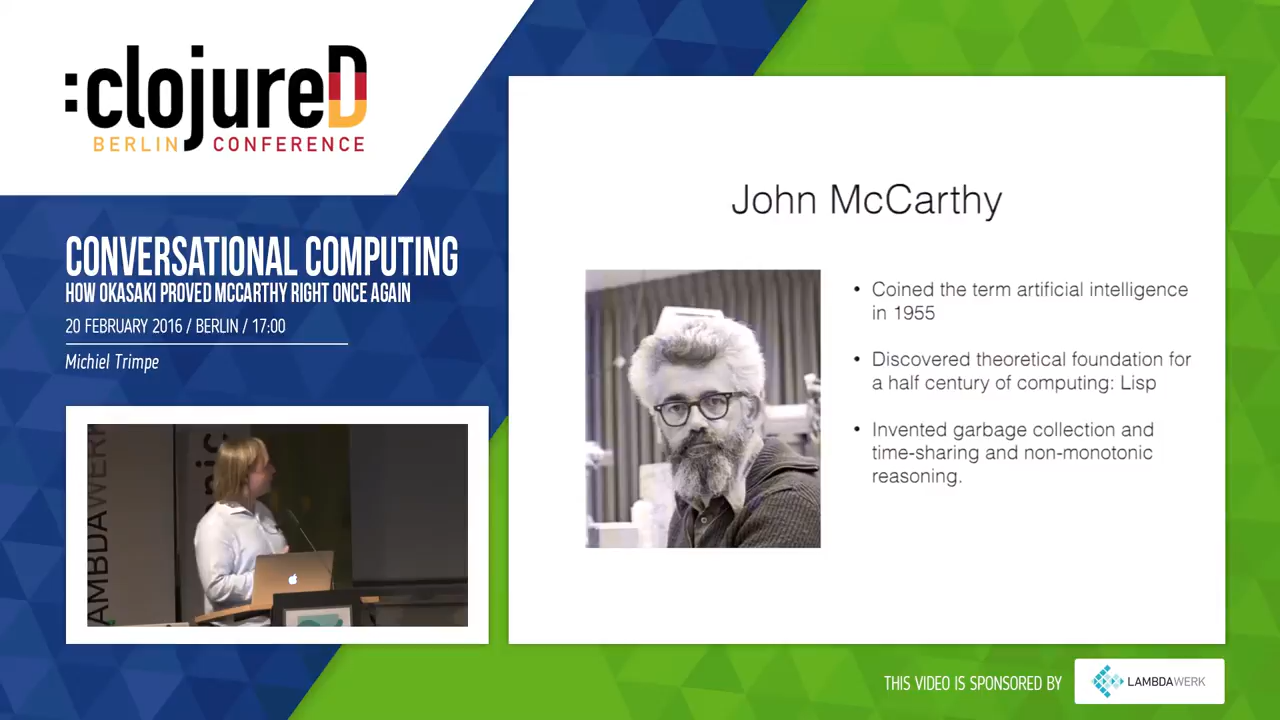 :clojureD
BERLIN CONFERENCE
CONVERSATIONAL COMPUTING
HOW OKASAKI PROVED MCCARTHY RIGHT ONCE AGAIN
20 FEBRUARY 2016 / BERLIN / 17:00
Michiel Trimpe
AMBDAWERK
John McCarthy
• Coined the term artificial intelligence
in 1955
• Discovered theoretical foundation for
a half century of computing: Lisp
• Invented garbage collection and
time-sharing and non-monotonic
reasoning.
THIS VIDEO IS SPONSORED BY
LAMBDAWERK